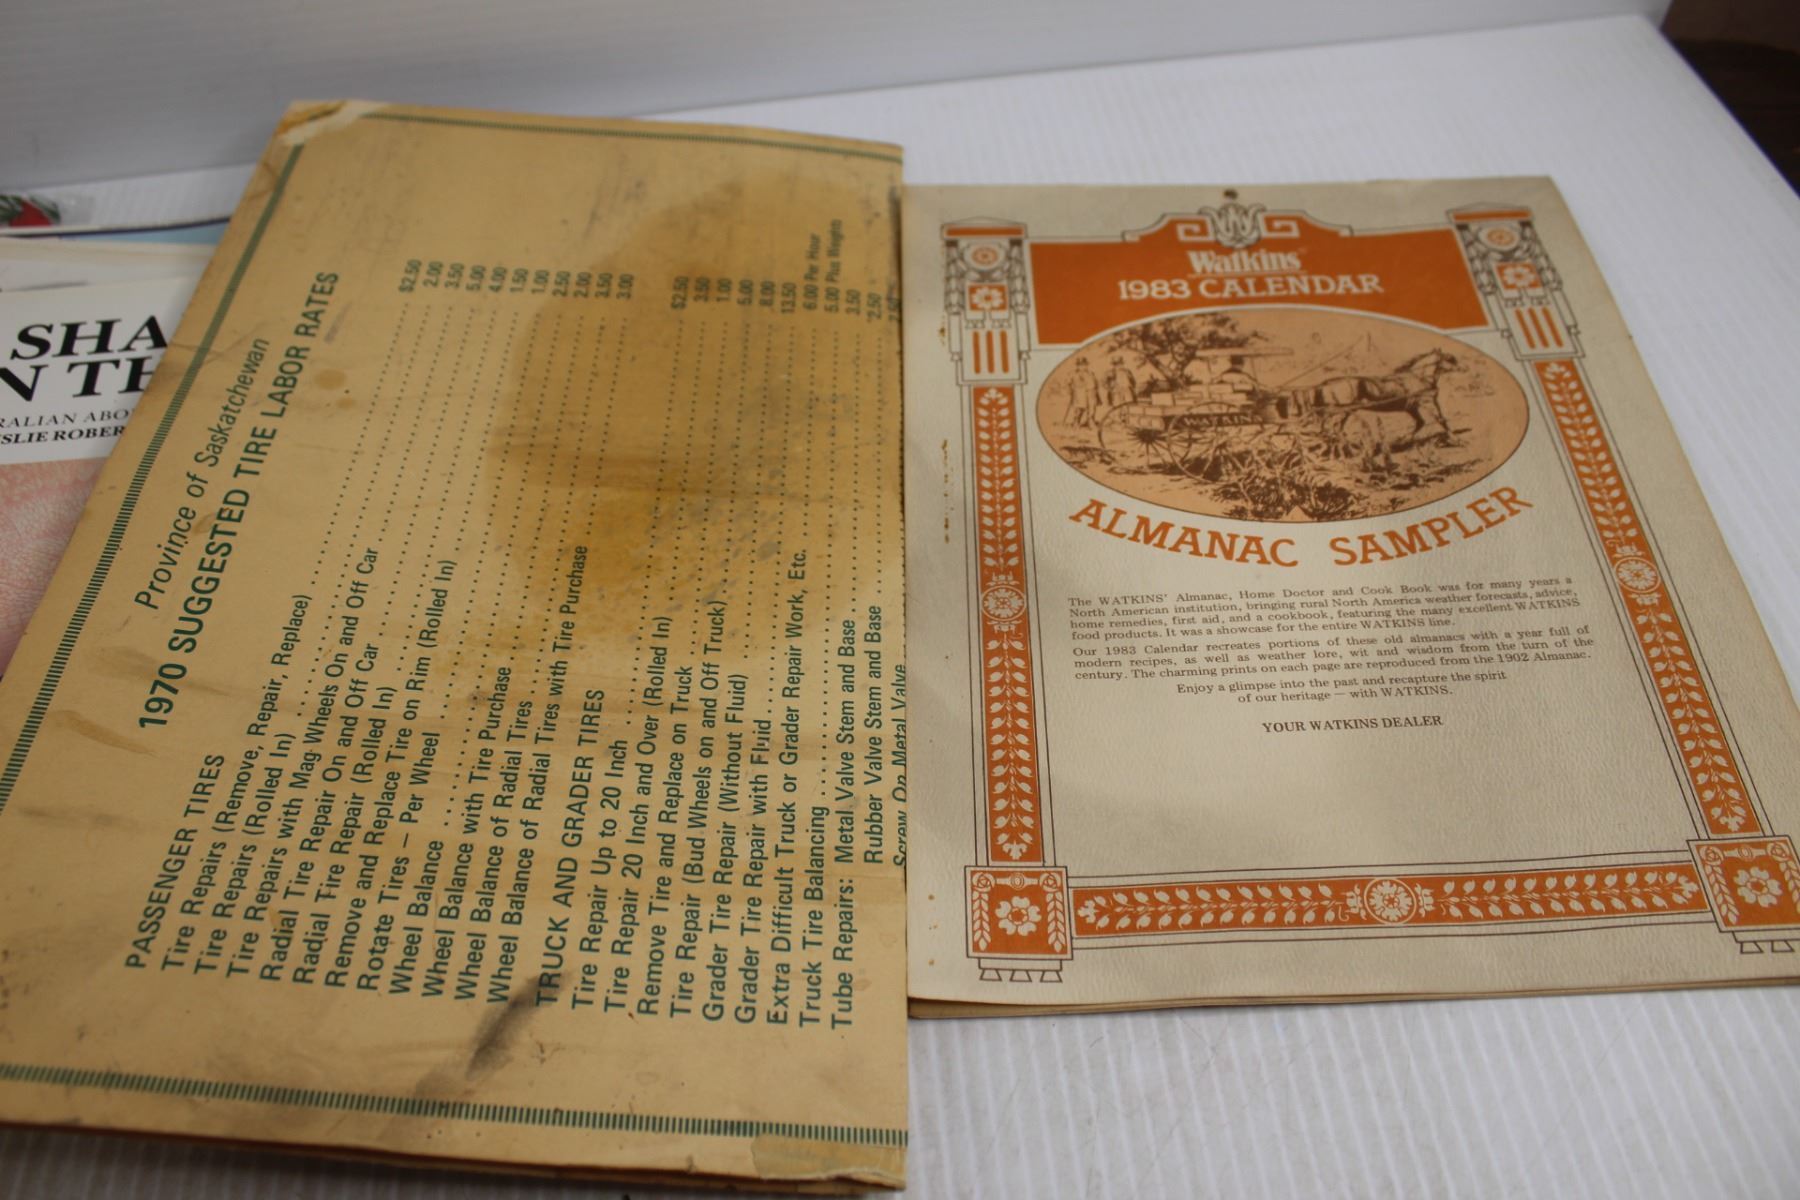 SHA
N TH
RALIAN ABO
SLIE ROBER
Province of Saskatchewan
1970 SUGGESTED TIRE LABOR RATES
PASSENGER TIRES
Tire Repairs (Remove, Repair, Replace) $2.50
Tire Repairs (Rolled In) 2.00
Tire Repairs with Mag Wheels On and Off Car 3.50
Radial Tire Repair On and Off Car 5.00
Radial Tire Repair (Rolled In) 4.00
Remove and Replace Tire on Rim (Rolled In) 1.50
Rotate Tires — Per Wheel 1.00
Wheel Balance 2.50
Wheel Balance with Tire Purchase 2.00
Wheel Balance of Radial Tires 3.50
Wheel Balance of Radial Tires with Tire Purchase 3.00
TRUCK AND GRADER TIRES
Tire Repair Up to 20 Inch $2.50
Tire Repair 20 Inch and Over (Rolled In) 3.50
Remove Tire and Replace on Truck 1.00
Tire Repair (Bud Wheels on and Off Truck) 5.00
Grader Tire Repair (Without Fluid) 8.00
Grader Tire Repair with Fluid 13.50
Extra Difficult Truck or Grader Repair Work, Etc. 6.00 Per Hour
Truck Tire Balancing 5.00 Plus Weights
Tube Repairs: Metal Valve Stem and Base 3.50
Rubber Valve Stem and Base 2.50
Screw On Metal Valve
Watkins
1983 CALENDAR
WATKINS
ALMANAC SAMPLER
The WATKINS' Almanac, Home Doctor and Cook Book was for many years a
North American institution, bringing rural North America weather forecasts, advice,
home remedies, first aid, and a cookbook, featuring the many excellent WATKINS
food products. It was a showcase for the entire WATKINS line.
Our 1983 Calendar recreates portions of these old almanacs with a year full of
modern recipes, as well as weather lore, wit and wisdom from the turn of the
century. The charming prints on each page are reproduced from the 1902 Almanac.
Enjoy a glimpse into the past and recapture the spirit
of our heritage — with WATKINS.
YOUR WATKINS DEALER